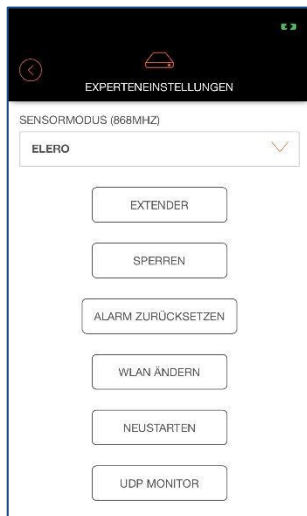 EXPERTENEINSTELLUNGEN
SENSORMODUS (868MHZ)
ELERO
EXTENDER
SPERREN
ALARM ZURÜCKSETZEN
WLAN ÄNDERN
NEUSTARTEN
UDP MONITOR